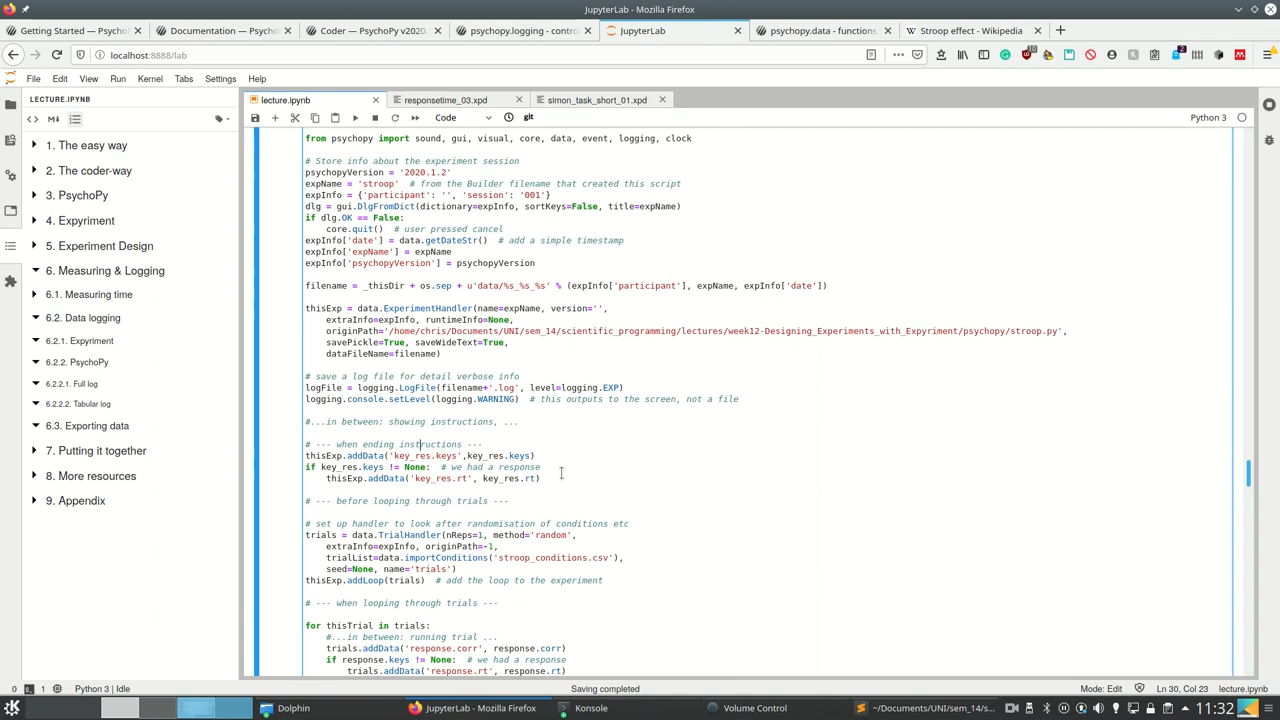 JupyterLab - Mozilla Firefox
Getting Started — Psycho
Documentation — Psycho
Coder — PsychoPy v2020.
psychopy.logging - contro
JupyterLab
psychopy.data - functions
Stroop effect - Wikipedia
localhost:8888/lab
File Edit View Run Kernel Tabs Settings Help
LECTURE.IPYNB
lecture.ipynb
responsetime_03.xpd
simon_task_short_01.xpd
Code
git
Python 3
1. The easy way
2. The coder-way
3. PsychoPy
4. Expyriment
5. Experiment Design
6. Measuring & Logging
6.1. Measuring time
6.2. Data logging
6.2.1. Expyriment
6.2.2. PsychoPy
6.2.2.1. Full log
6.2.2.2. Tabular log
6.3. Exporting data
7. Putting it together
8. More resources
9. Appendix
from psychopy import sound, gui, visual, core, data, event, logging, clock
# Store info about the experiment session
psychopyVersion = '2020.1.2'
expName = 'stroop'  # from the Builder filename that created this script
expInfo = {'participant': '', 'session': '001'}
dlg = gui.DlgFromDict(dictionary=expInfo, sortKeys=False, title=expName)
if dlg.OK == False:
    core.quit()  # user pressed cancel
expInfo['date'] = data.getDateStr()  # add a simple timestamp
expInfo['expName'] = expName
expInfo['psychopyVersion'] = psychopyVersion
filename = _thisDir + os.sep + u'data/%s_%s_%s' % (expInfo['participant'], expName, expInfo['date'])
thisExp = data.ExperimentHandler(name=expName, version='',
    extraInfo=expInfo, runtimeInfo=None,
    originPath='/home/chris/Documents/UNI/sem_14/scientific_programming/lectures/week12-Designing_Experiments_with_Expyriment/psychopy/stroop.py',
    savePickle=True, saveWideText=True,
    dataFileName=filename)
# save a log file for detail verbose info
logFile = logging.LogFile(filename+'.log', level=logging.EXP)
logging.console.setLevel(logging.WARNING)  # this outputs to the screen, not a file
#...in between: showing instructions, ...
# --- when ending instructions ---
thisExp.addData('key_res.keys',key_res.keys)
if key_res.keys != None:  # we had a response
    thisExp.addData('key_res.rt', key_res.rt)
# --- before looping through trials ---
# set up handler to look after randomisation of conditions etc
trials = data.TrialHandler(nReps=1, method='random',
    extraInfo=expInfo, originPath=-1,
    trialList=data.importConditions('stroop_conditions.csv'),
    seed=None, name='trials')
thisExp.addLoop(trials)  # add the loop to the experiment
# --- when looping through trials ---
for thisTrial in trials:
    #...in between: running trial ...
    trials.addData('response.corr', response.corr)
    if response.keys != None:  # we had a response
        trials.addData('response.rt', response.rt)
0 1 Python 3 | Idle
Saving completed
Mode: Edit
Ln 30, Col 23
lecture.ipynb
Dolphin
JupyterLab - Mozilla Firefox
Konsole
Volume Control
~/Documents/UNI/sem_14/s...
11:32